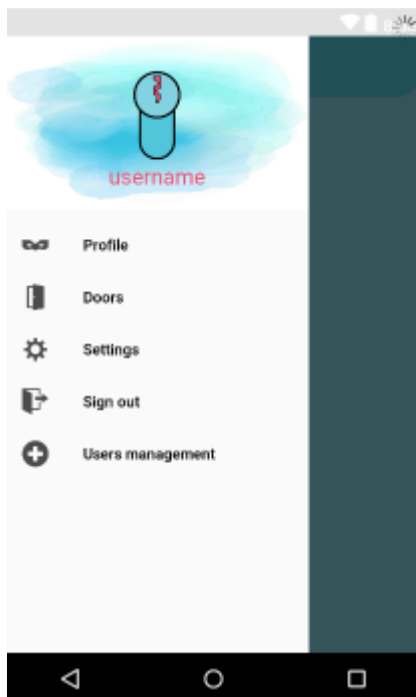 username
Profile
Doors
Settings
Sign out
Users management